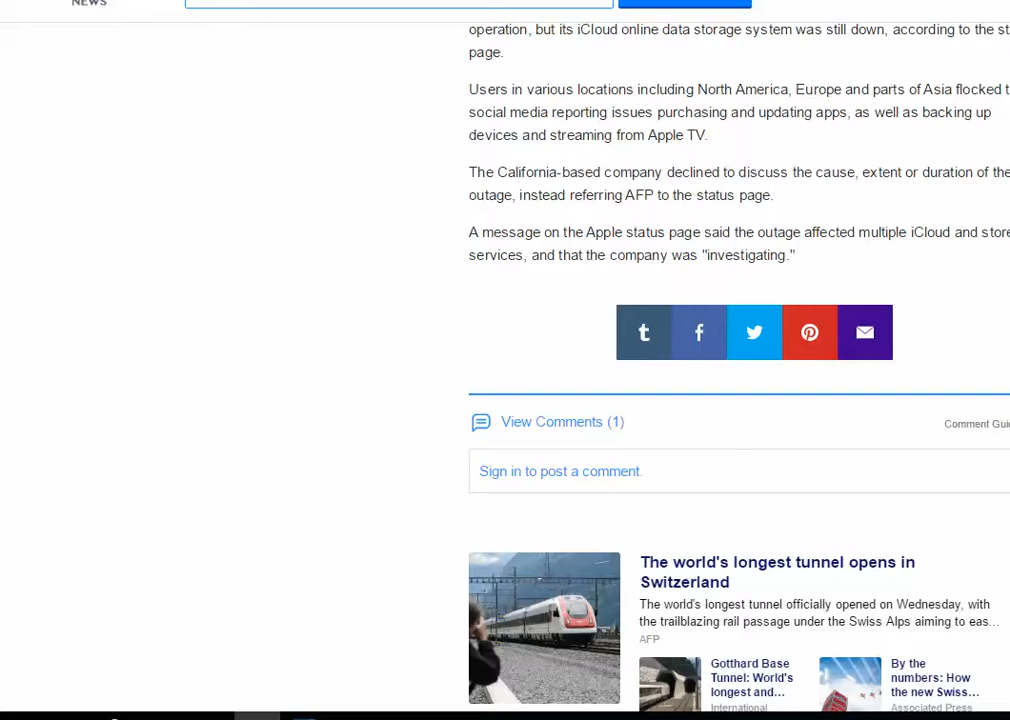 NEWS
operation, but its iCloud online data storage system was still down, according to the
page.
Users in various locations including North America, Europe and parts of Asia flocked
social media reporting issues purchasing and updating apps, as well as backing up
devices and streaming from Apple TV.
The California-based company declined to discuss the cause, extent or duration of the
outage, instead referring AFP to the status page.
A message on the Apple status page said the outage affected multiple iCloud and store
services, and that the company was "investigating."
View Comments (1)
Comment
Sign in to post a comment.
The world's longest tunnel opens in
Switzerland
The world's longest tunnel officially opened on Wednesday, with
the trailblazing rail passage under the Swiss Alps aiming to eas...
AFP
Gotthard Base
Tunnel: World's
longest and...
International
By the
numbers: How
the new Swiss...
Associated Press